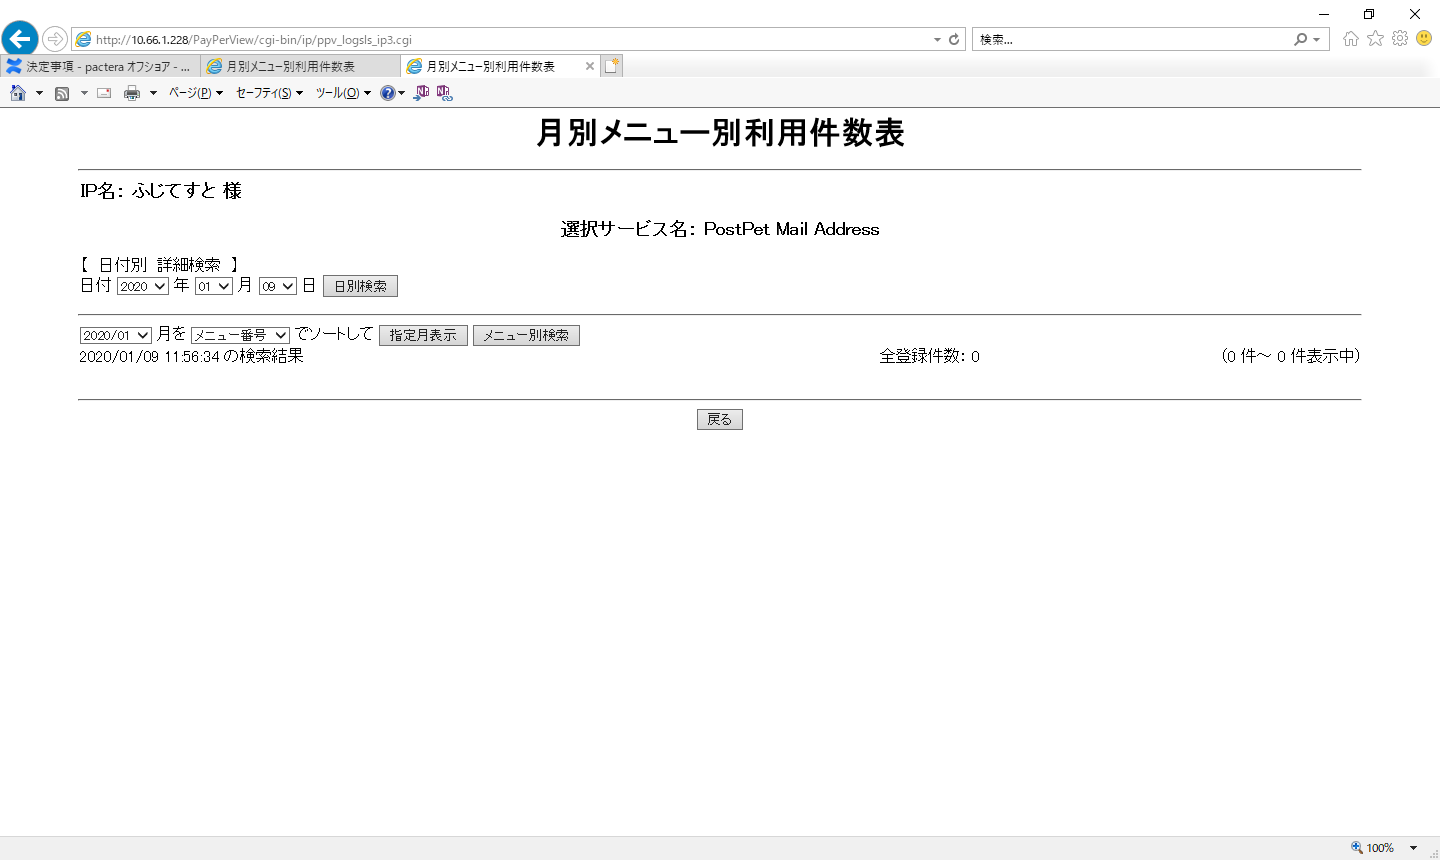 http://10.66.1.228/PayPerView/cgi-bin/ip/ppv_logsls_ip3.cgi
検索...
決定事項 - pactera オフショア - ...
月別メニュー別利用件数表
月別メニュー別利用件数表
ページ(P) セーフティ(S) ツール(O)
月別メニュー別利用件数表
IP名: ふじてすと 様
選択サービス名: PostPet Mail Address
【 日付別 詳細検索 】
日付 2020 年 01 月 09 日 日別検索
2020/01 月を メニュー番号 でソートして 指定月表示 メニュー別検索
2020/01/09 11:56:34 の検索結果 全登録件数: 0 (0 件～ 0 件表示中)
戻る
100%